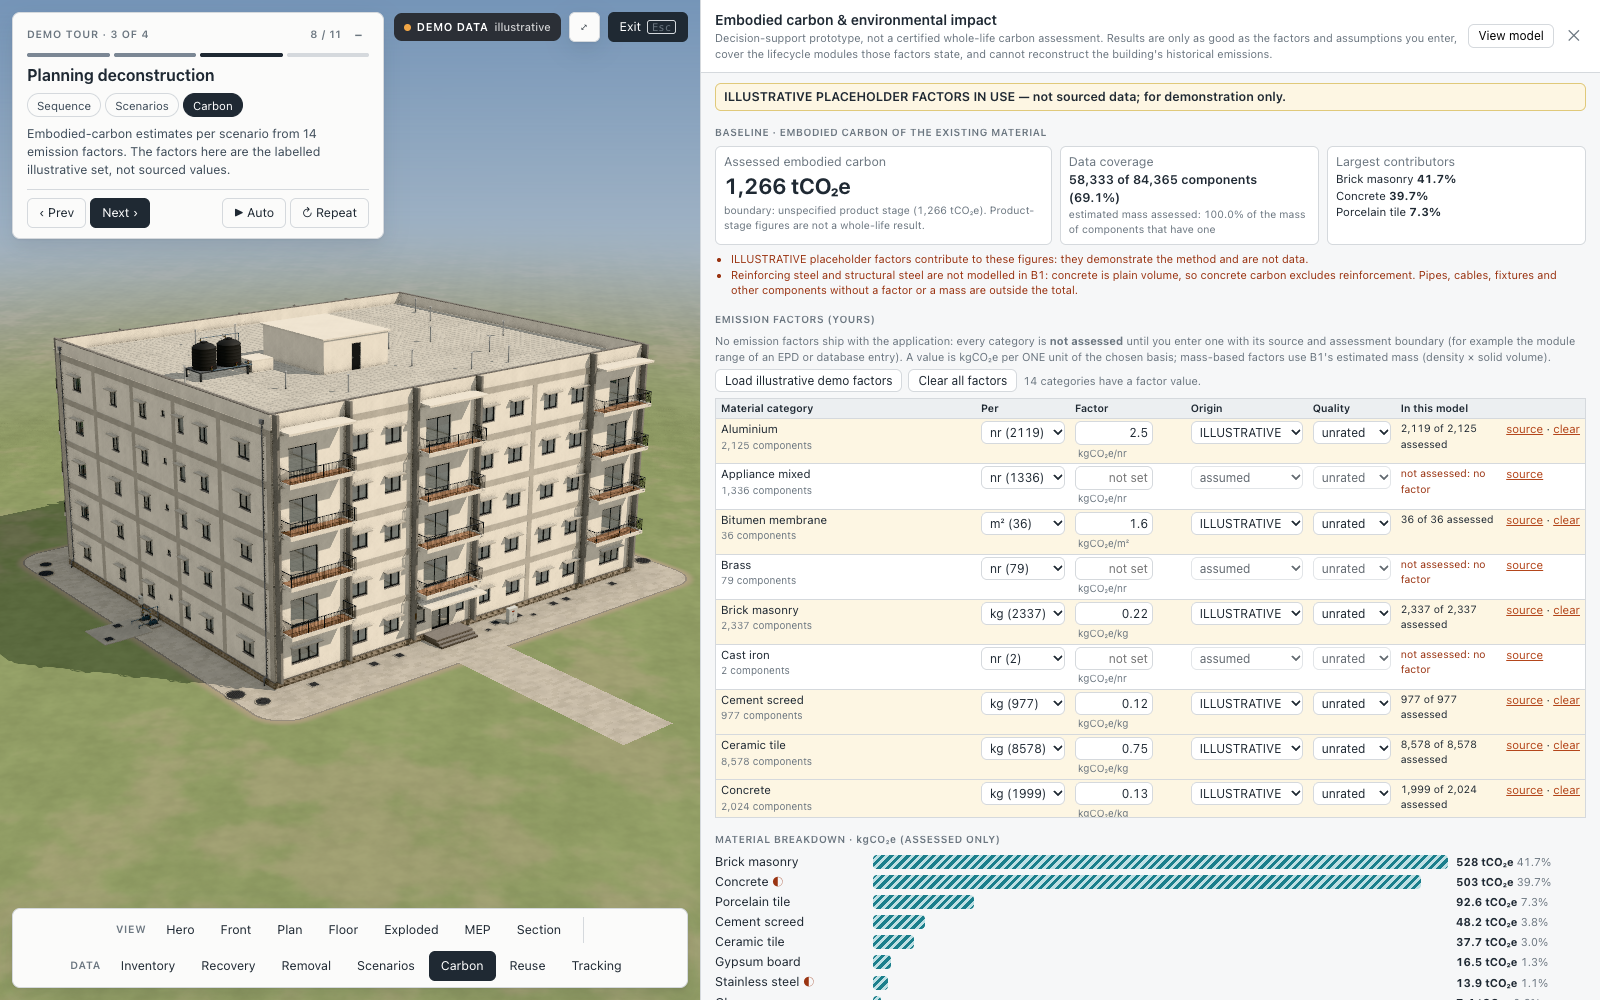 DEMO TOUR · 3 OF 4
8 / 11 –
Planning deconstruction
Sequence
Scenarios
Carbon
Embodied-carbon estimates per scenario from 14
emission factors. The factors here are the labelled
illustrative set, not sourced values.
‹ Prev
Next ›
▶ Auto
↻ Repeat
DEMO DATA illustrative
Exit Esc
VIEW Hero Front Plan Floor Exploded MEP Section
DATA Inventory Recovery Removal Scenarios Carbon Reuse Tracking
Embodied carbon & environmental impact
Decision-support prototype, not a certified whole-life carbon assessment. Results are only as good as the factors and assumptions you enter,
cover the lifecycle modules those factors state, and cannot reconstruct the building's historical emissions.
View model
ILLUSTRATIVE PLACEHOLDER FACTORS IN USE — not sourced data; for demonstration only.
BASELINE · EMBODIED CARBON OF THE EXISTING MATERIAL
Assessed embodied carbon
1,266 tCO₂e
boundary: unspecified product stage (1,266 tCO₂e). Product-
stage figures are not a whole-life result.
Data coverage
58,333 of 84,365 components
(69.1%)
estimated mass assessed: 100.0% of the mass
of components that have one
Largest contributors
Brick masonry 41.7%
Concrete 39.7%
Porcelain tile 7.3%
• ILLUSTRATIVE placeholder factors contribute to these figures: they demonstrate the method and are not data.
• Reinforcing steel and structural steel are not modelled in B1: concrete is plain volume, so concrete carbon excludes reinforcement. Pipes, cables, fixtures and
other components without a factor or a mass are outside the total.
EMISSION FACTORS (YOURS)
No emission factors ship with the application: every category is not assessed until you enter one with its source and assessment boundary (for example the module
range of an EPD or database entry). A value is kgCO₂e per ONE unit of the chosen basis; mass-based factors use B1's estimated mass (density × solid volume).
Load illustrative demo factors
Clear all factors
14 categories have a factor value.
Material category Per Factor Origin Quality In this model
Aluminium nr (2119) 2.5 ILLUSTRATIVE unrated 2,119 of 2,125 source · clear
2,125 components kgCO₂e/nr assessed
Appliance mixed nr (1336) not set assumed unrated not assessed: no source
1,336 components kgCO₂e/nr factor
Bitumen membrane m² (36) 1.6 ILLUSTRATIVE unrated 36 of 36 assessed source · clear
36 components kgCO₂e/m²
Brass nr (79) not set assumed unrated not assessed: no source
79 components kgCO₂e/nr factor
Brick masonry kg (2337) 0.22 ILLUSTRATIVE unrated 2,337 of 2,337 source · clear
2,337 components kgCO₂e/kg assessed
Cast iron nr (2) not set assumed unrated not assessed: no source
2 components kgCO₂e/nr factor
Cement screed kg (977) 0.12 ILLUSTRATIVE unrated 977 of 977 source · clear
977 components kgCO₂e/kg assessed
Ceramic tile kg (8578) 0.75 ILLUSTRATIVE unrated 8,578 of 8,578 source · clear
8,578 components kgCO₂e/kg assessed
Concrete kg (1999) 0.13 ILLUSTRATIVE unrated 1,999 of 2,024 source · clear
2,024 components kgCO₂e/kg assessed
MATERIAL BREAKDOWN · kgCO₂e (ASSESSED ONLY)
Brick masonry 528 tCO₂e 41.7%
Concrete 503 tCO₂e 39.7%
Porcelain tile 92.6 tCO₂e 7.3%
Cement screed 48.2 tCO₂e 3.8%
Ceramic tile 37.7 tCO₂e 3.0%
Gypsum board 16.5 tCO₂e 1.3%
Stainless steel 13.9 tCO₂e 1.1%